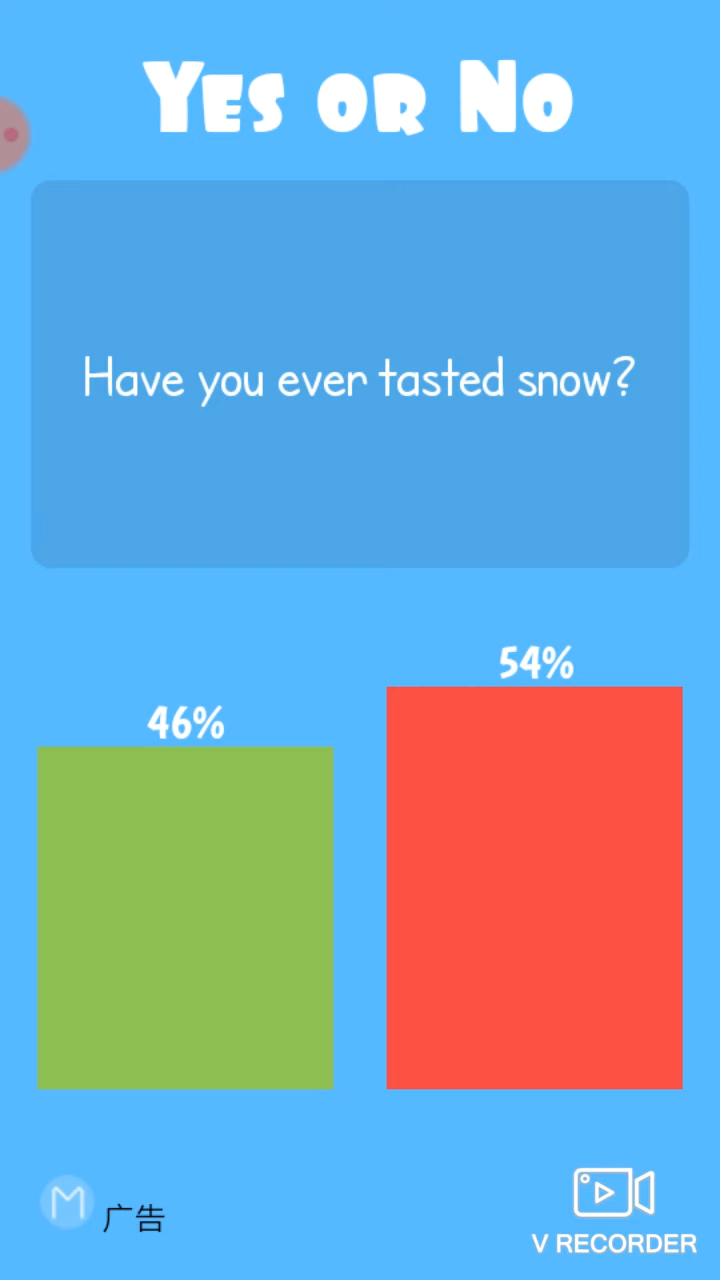 Yes or No
Have you ever tasted snow?
54%
46%
广告
V RECORDER